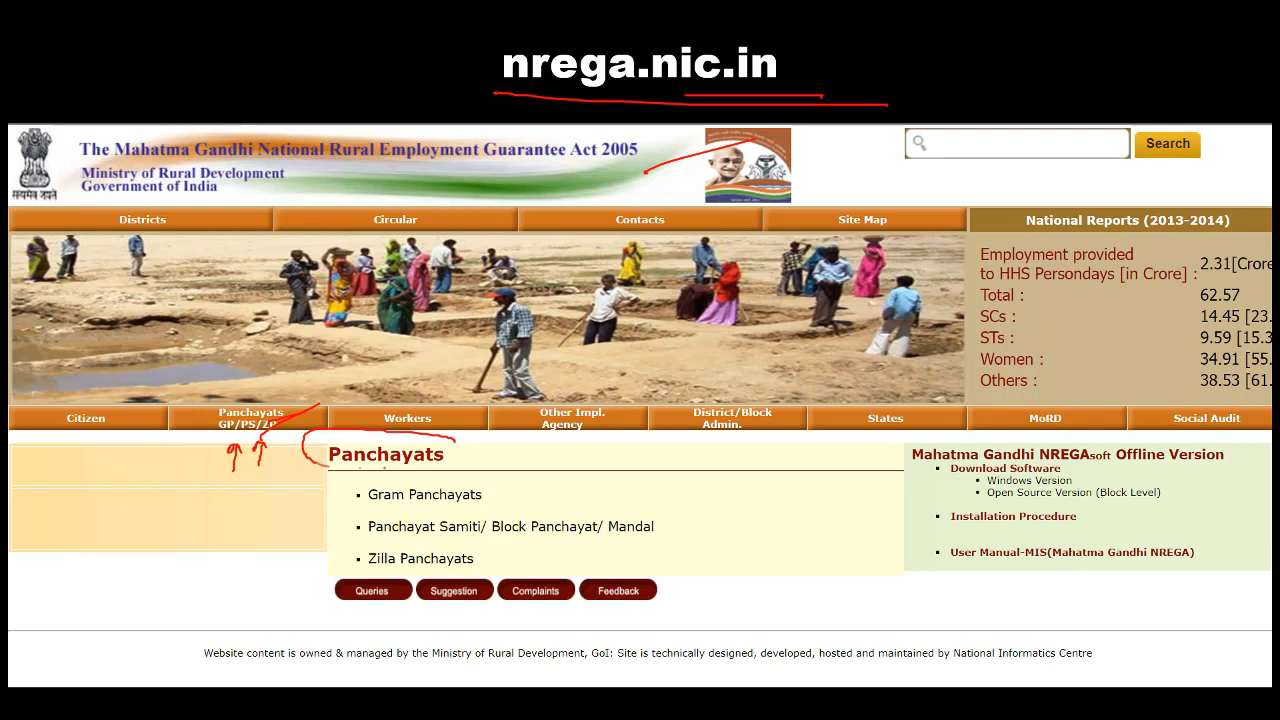 nrega.nic.in
The Mahatma Gandhi National Rural Employment Guarantee Act 2005
Ministry of Rural Development
Government of India
सत्यमेव जयते
Search
Districts
Circular
Contacts
Site Map
National Reports (2013-2014)
Employment provided
to HHS Persondays [in Crore] :
2.31[Crore
Total : 62.57
SCs : 14.45 [23.
STs : 9.59 [15.3
Women : 34.91 [55.
Others : 38.53 [61.
Citizen
Panchayats
GP/PS/ZP
Workers
Other Impl.
Agency
District/Block
Admin.
States
MoRD
Social Audit
Panchayats
Gram Panchayats
Panchayat Samiti/ Block Panchayat/ Mandal
Zilla Panchayats
Queries
Suggestion
Complaints
Feedback
Mahatma Gandhi NREGAsoft Offline Version
Download Software
Windows Version
Open Source Version (Block Level)
Installation Procedure
User Manual-MIS(Mahatma Gandhi NREGA)
Website content is owned & managed by the Ministry of Rural Development, GoI: Site is technically designed, developed, hosted and maintained by National Informatics Centre